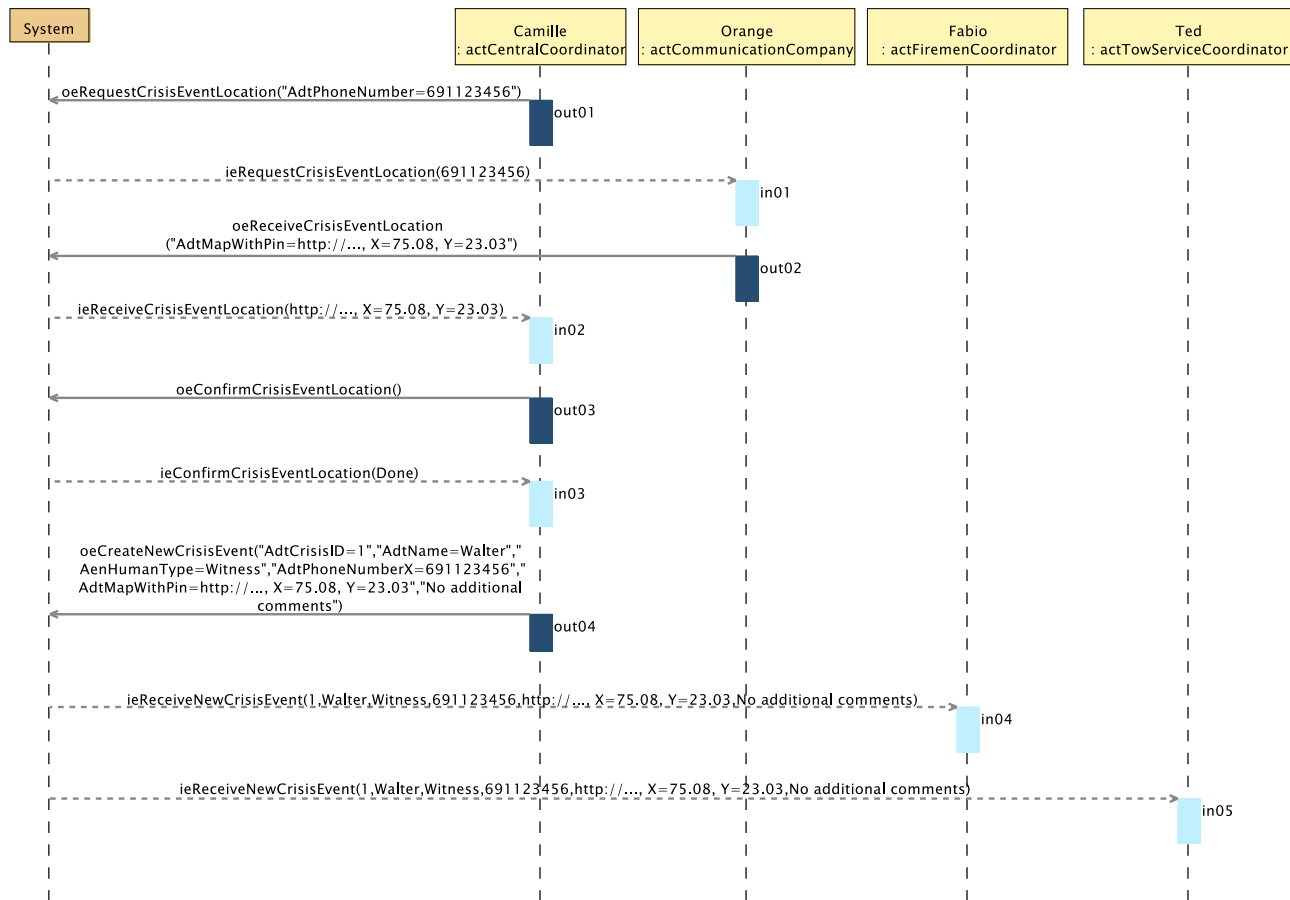 System
Camille
: actCentralCoordinator
Orange
: actCommunicationCompany
Fabio
: actFiremenCoordinator
Ted
: actTowServiceCoordinator
oeRequestCrisisEventLocation("AdtPhoneNumber=691123456")
out01
ieRequestCrisisEventLocation(691123456)
in01
oeReceiveCrisisEventLocation
("AdtMapWithPin=http://..., X=75.08, Y=23.03")
out02
ieReceiveCrisisEventLocation(http://..., X=75.08, Y=23.03)
in02
oeConfirmCrisisEventLocation()
out03
ieConfirmCrisisEventLocation(Done)
in03
oeCreateNewCrisisEvent("AdtCrisisID=1","AdtName=Walter","
AenHumanType=Witness","AdtPhoneNumberX=691123456","
AdtMapWithPin=http://..., X=75.08, Y=23.03","No additional
comments")
out04
ieReceiveNewCrisisEvent(1,Walter,Witness,691123456,http://..., X=75.08, Y=23.03,No additional comments)
in04
ieReceiveNewCrisisEvent(1,Walter,Witness,691123456,http://..., X=75.08, Y=23.03,No additional comments)
in05